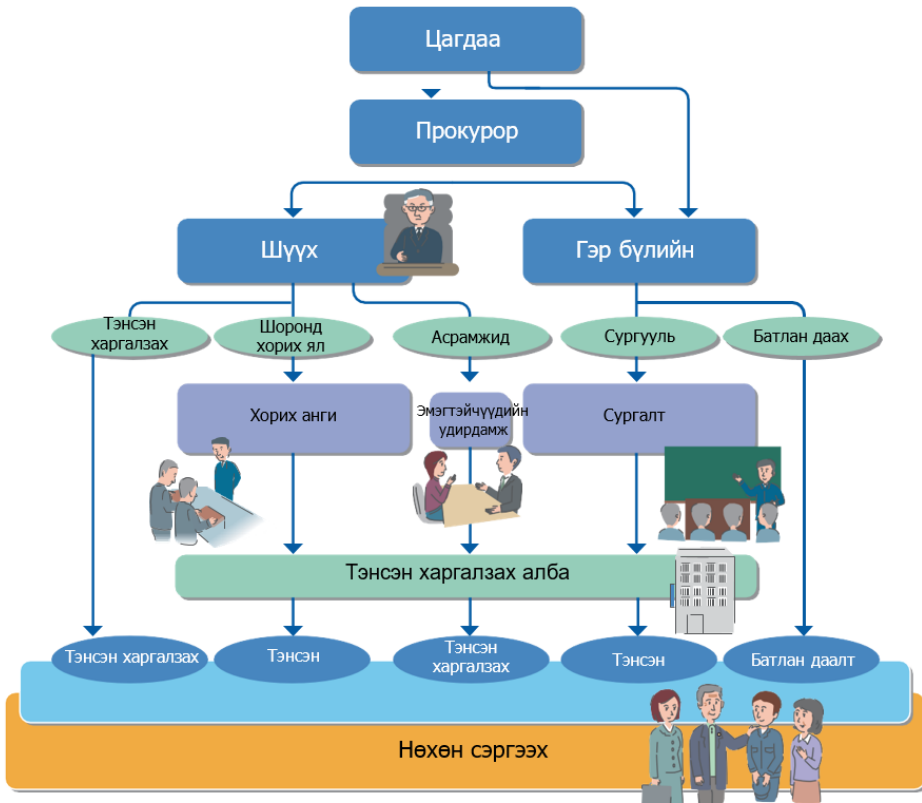 Цагдаа
Прокурор
Шүүх
Гэр бүлийн
Тэнсэн
харгалзах
Шоронд
хорих ял
Асрамжид
Сургууль
Батлан даах
Хорих анги
Эмэгтэйчүүдийн
удирдамж
Сургалт
Тэнсэн харгалзах алба
Тэнсэн харгалзах
Тэнсэн
Тэнсэн
харгалзах
Тэнсэн
Батлан даалт
Нөхөн сэргээх